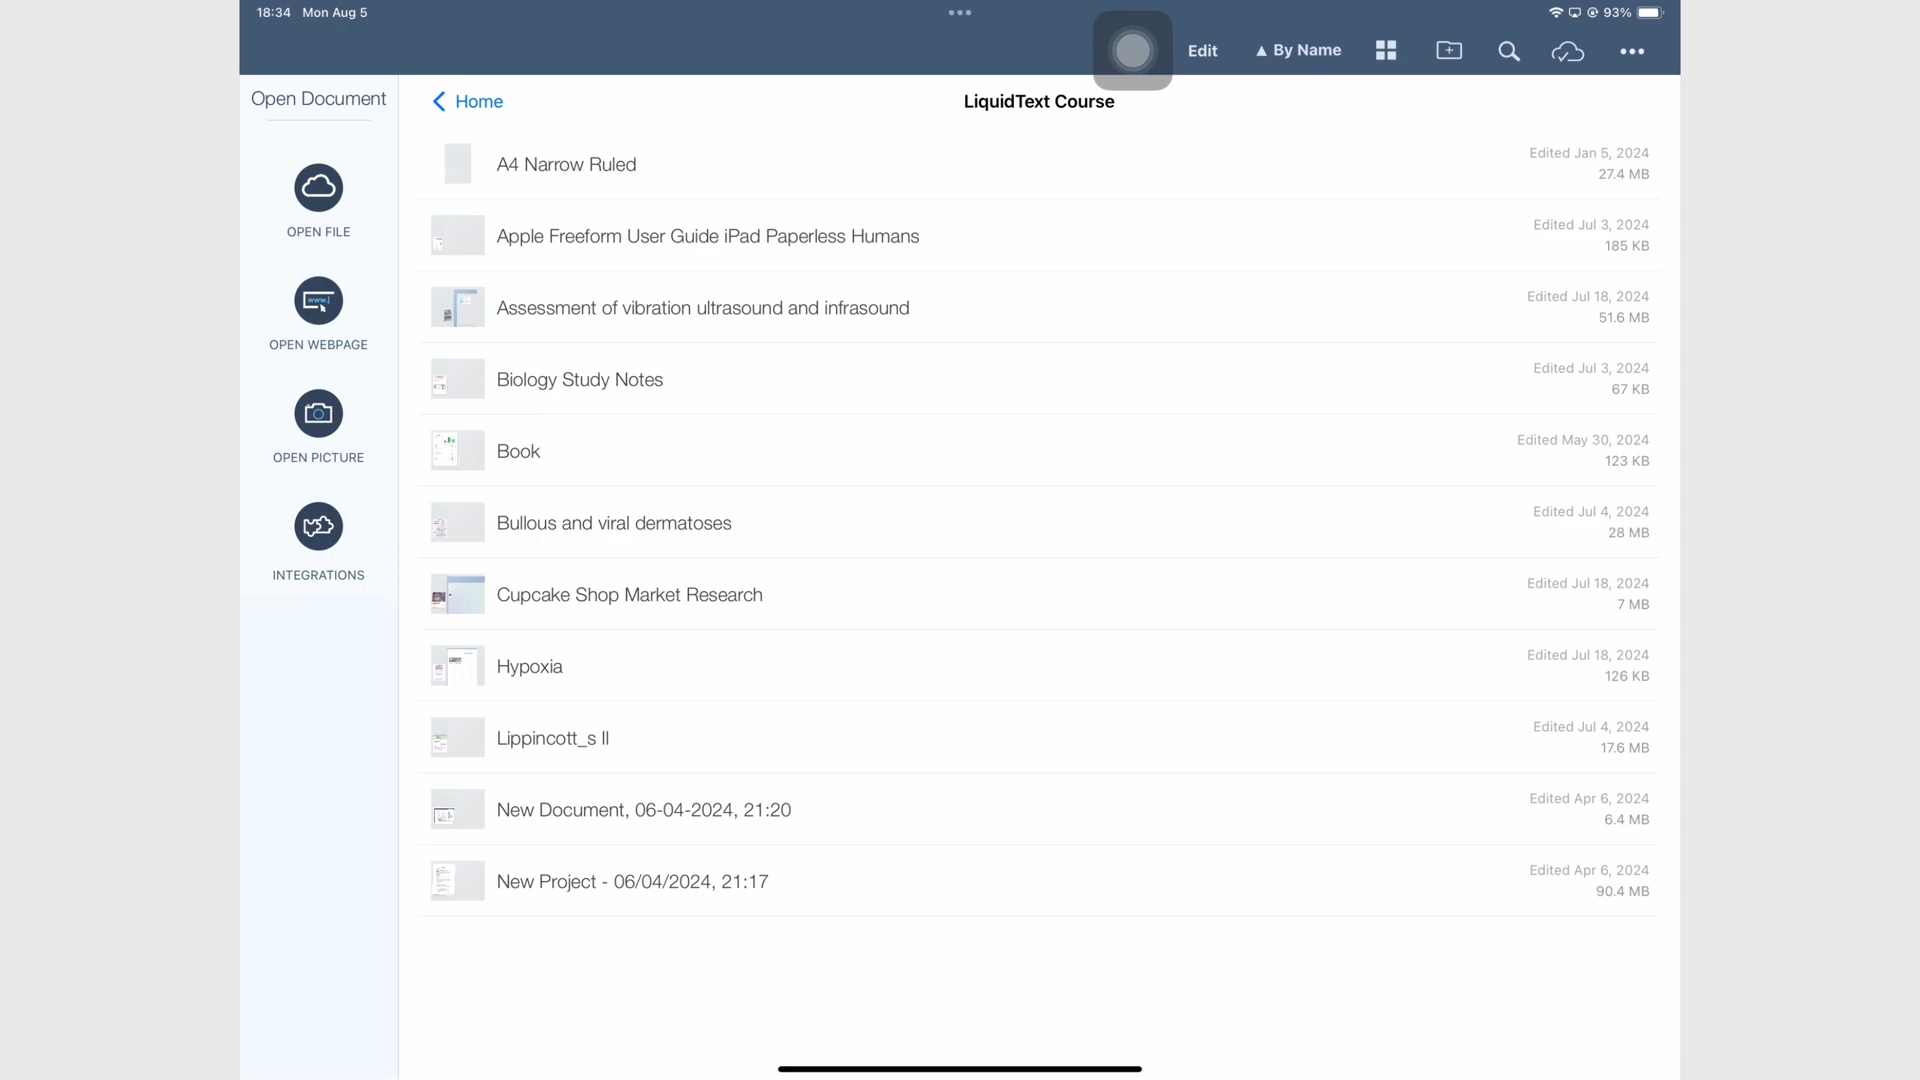 18:34 Mon Aug 5
93%
Edit
▲ By Name
Open Document
Home
LiquidText Course
OPEN FILE
www.|
OPEN WEBPAGE
OPEN PICTURE
INTEGRATIONS
A4 Narrow Ruled
Edited Jan 5, 2024
27.4 MB
Apple Freeform User Guide iPad Paperless Humans
Edited Jul 3, 2024
185 KB
Assessment of vibration ultrasound and infrasound
Edited Jul 18, 2024
51.6 MB
Biology Study Notes
Edited Jul 3, 2024
67 KB
Book
Edited May 30, 2024
123 KB
Bullous and viral dermatoses
Edited Jul 4, 2024
28 MB
Cupcake Shop Market Research
Edited Jul 18, 2024
7 MB
Hypoxia
Edited Jul 18, 2024
126 KB
Lippincott_s II
Edited Jul 4, 2024
17.6 MB
New Document, 06-04-2024, 21:20
Edited Apr 6, 2024
6.4 MB
New Project - 06/04/2024, 21:17
Edited Apr 6, 2024
90.4 MB